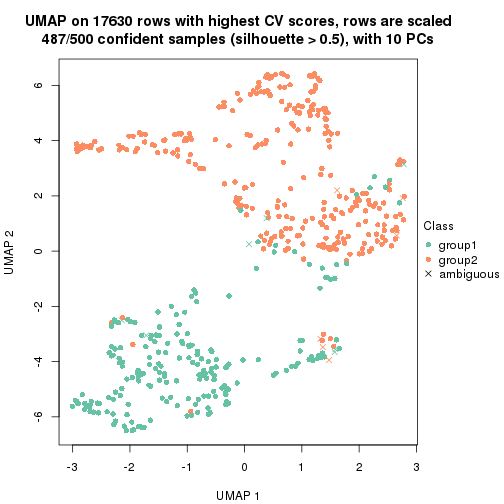 UMAP on 17630 rows with highest CV scores, rows are scaled
487/500 confident samples (silhouette > 0.5), with 10 PCs
6
4
2
0
-2
-4
-6
UMAP 2
Class
group1
group2
ambiguous
-3 -2 -1 0 1 2 3
UMAP 1